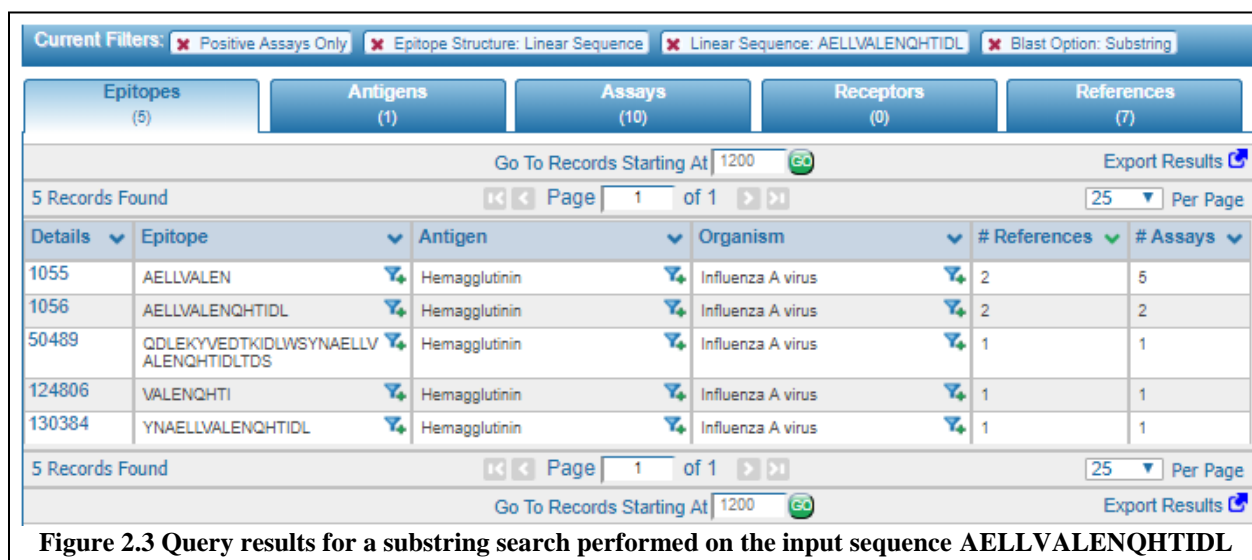 Current Filters: Positive Assays Only Epitope Structure: Linear Sequence Linear Sequence: AELLVALENQHTIDL Blast Option: Substring
Epitopes Antigens Assays Receptors References
(5) (1) (10) (0) (7)
Go To Records Starting At 1200 GO Export Results
5 Records Found Page 1 of 1 25 Per Page
Details Epitope Antigen Organism # References # Assays
1055 AELLVALEN Hemagglutinin Influenza A virus 2 5
1056 AELLVALENQHTIDL Hemagglutinin Influenza A virus 2 2
50489 QDLEKYVEDTKIDLWSYNAELLV Hemagglutinin Influenza A virus 1 1
ALENQHTIDLTDS
124806 VALENQHTI Hemagglutinin Influenza A virus 1 1
130384 YNAELLVALENQHTIDL Hemagglutinin Influenza A virus 1 1
5 Records Found Page 1 of 1 25 Per Page
Go To Records Starting At 1200 GO Export Results
Figure 2.3 Query results for a substring search performed on the input sequence AELLVALENQHTIDL